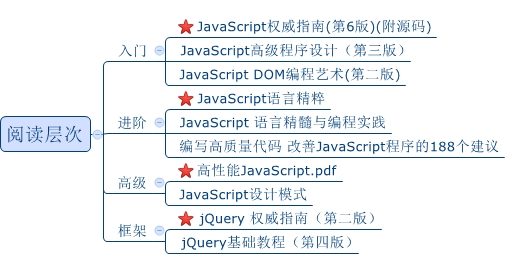 阅读层次
入门
JavaScript权威指南(第6版)(附源码)
JavaScript高级程序设计（第三版）
JavaScript DOM编程艺术(第二版)
进阶
JavaScript语言精粹
JavaScript 语言精髓与编程实践
编写高质量代码 改善JavaScript程序的188个建议
高级
高性能JavaScript.pdf
JavaScript设计模式
框架
jQuery 权威指南（第二版）
jQuery基础教程（第四版）